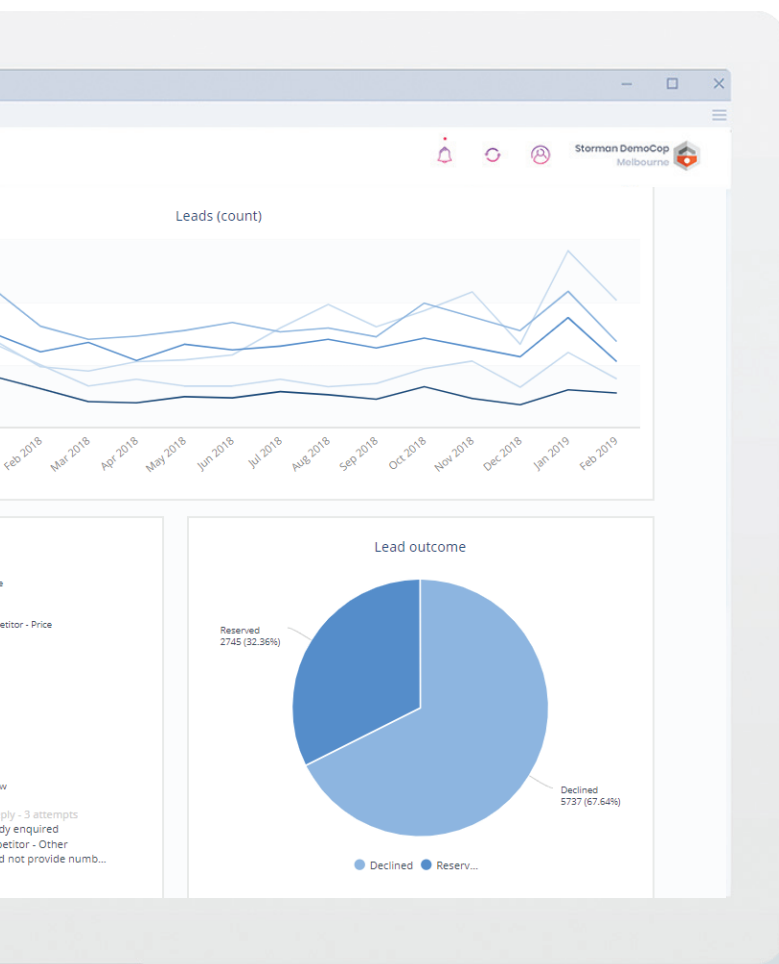 Storman DemoCop
Melbourne
Leads (count)
Feb 2018
Mar 2018
Apr 2018
May 2018
Jun 2018
Jul 2018
Aug 2018
Sep 2018
Oct 2018
Nov 2018
Dec 2018
Jan 2019
Feb 2019
e
etitor - Price
w
ply - 3 attempts
dy enquired
petitor - Other
d not provide numb...
Lead outcome
Reserved
2745 (32.36%)
Declined
5737 (67.64%)
Declined
Reserv...